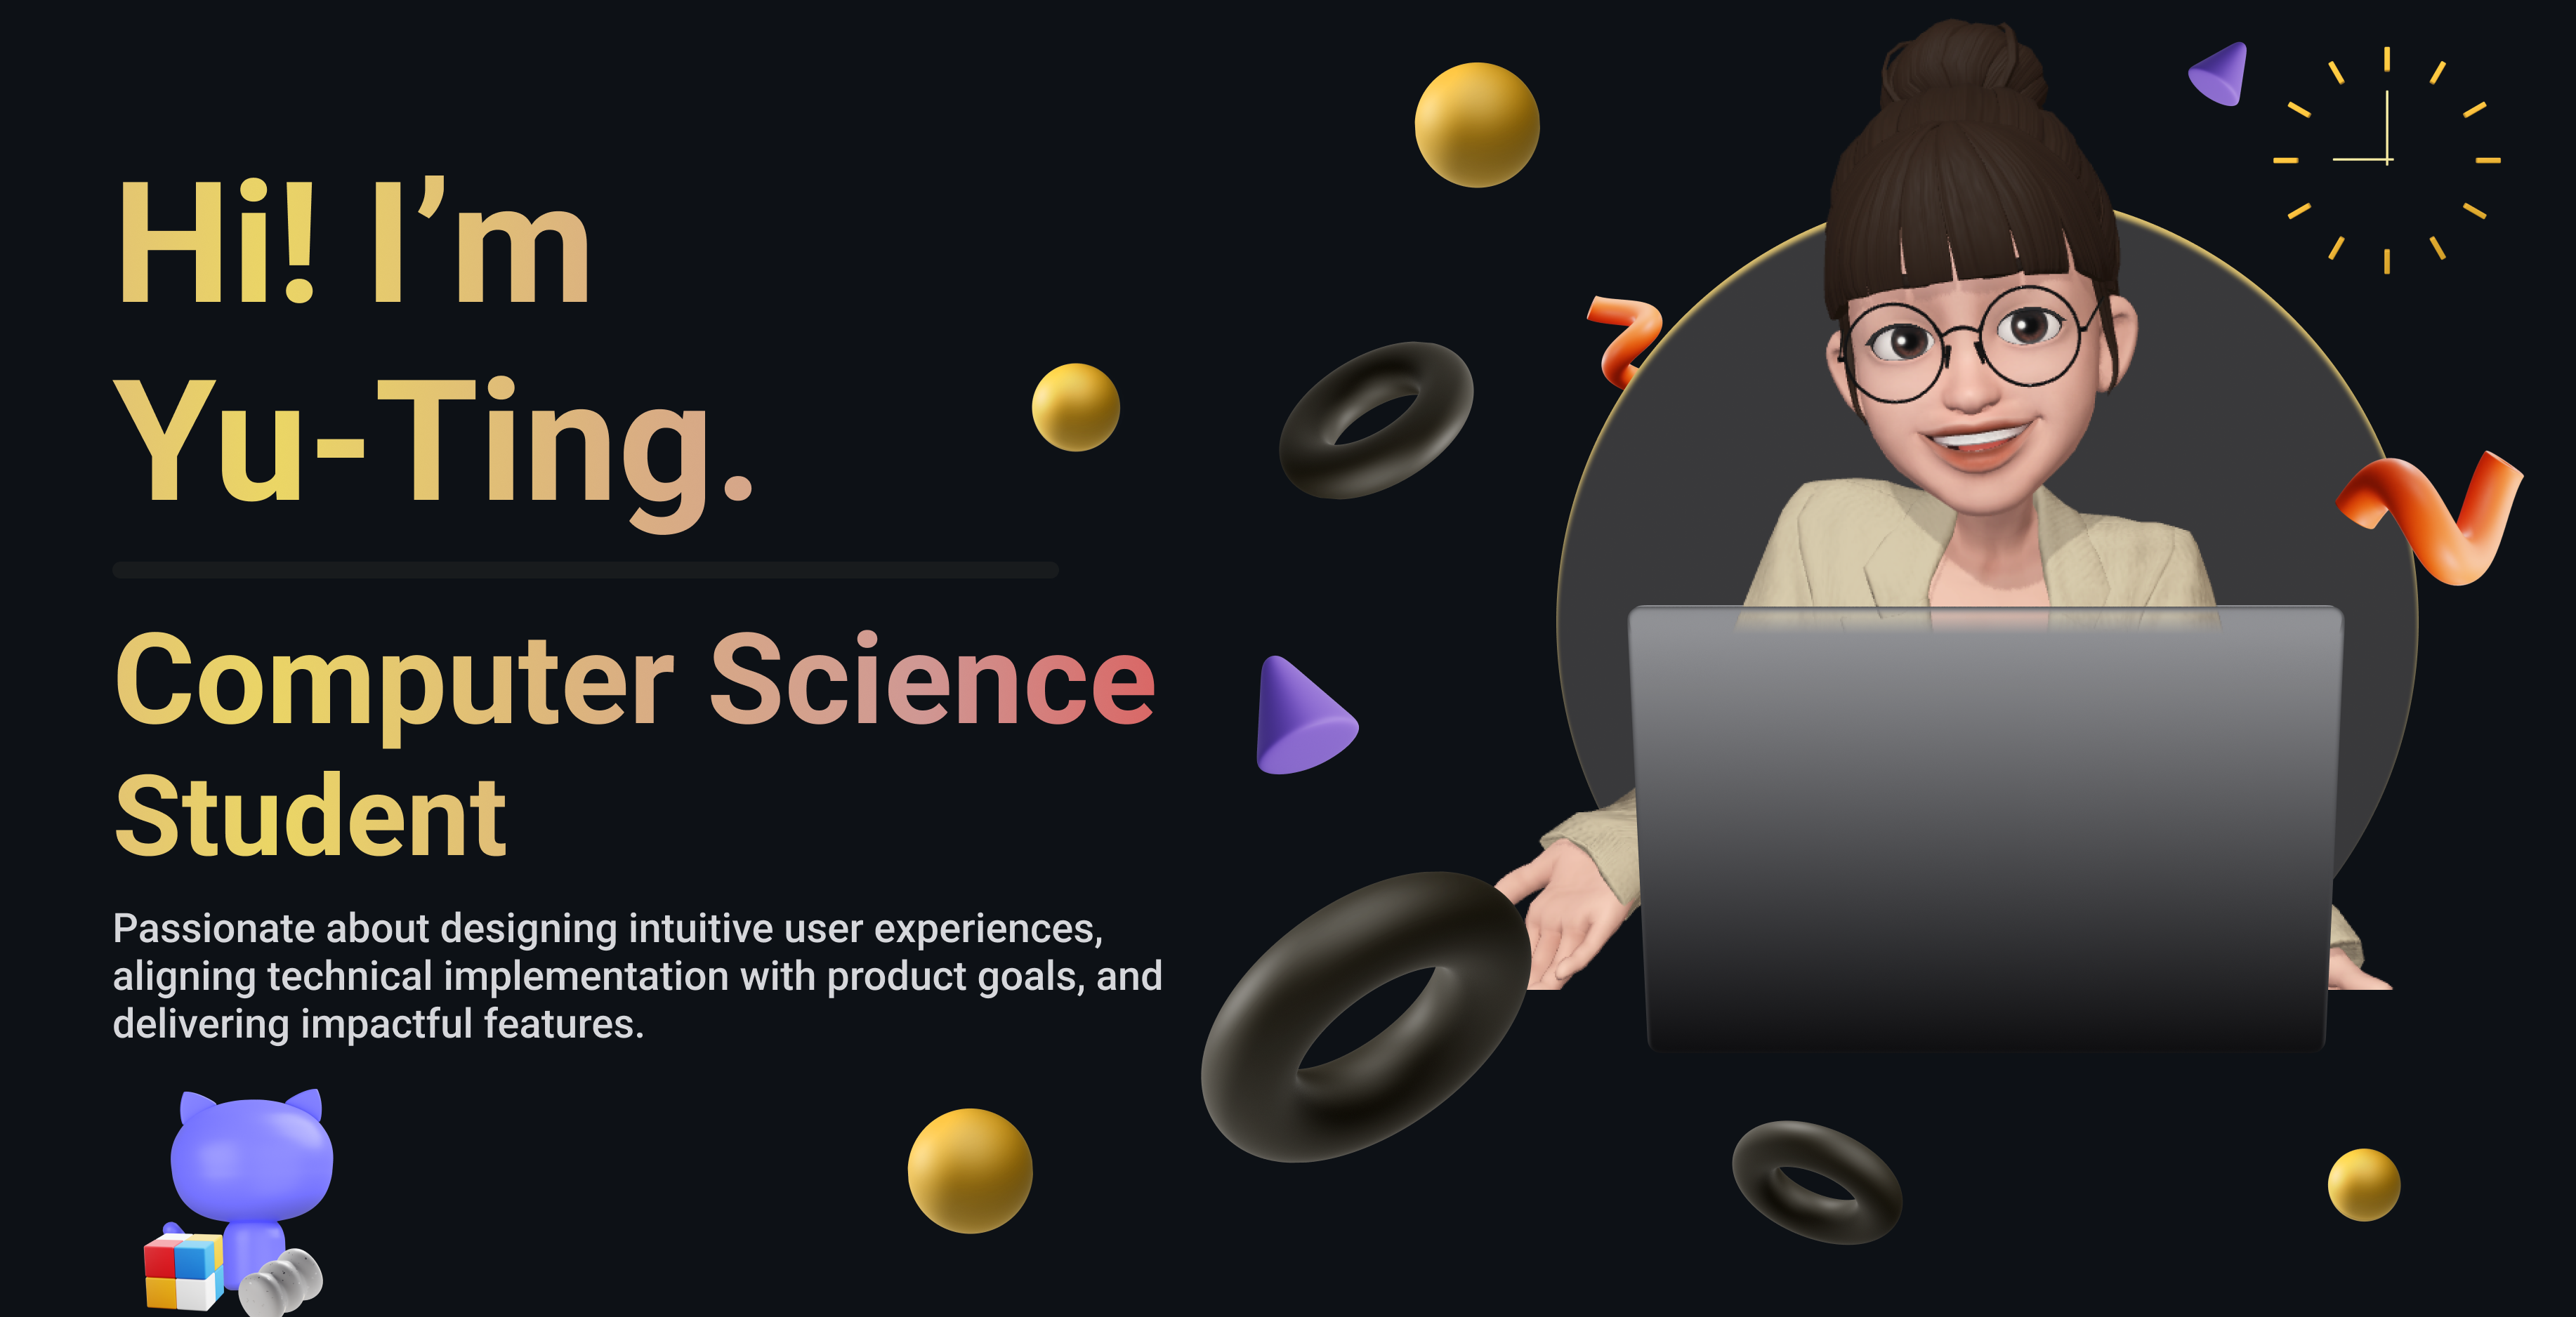 Hi! I’m
Yu-Ting.
Computer Science
Student
Passionate about designing intuitive user experiences,
aligning technical implementation with product goals, and
delivering impactful features.